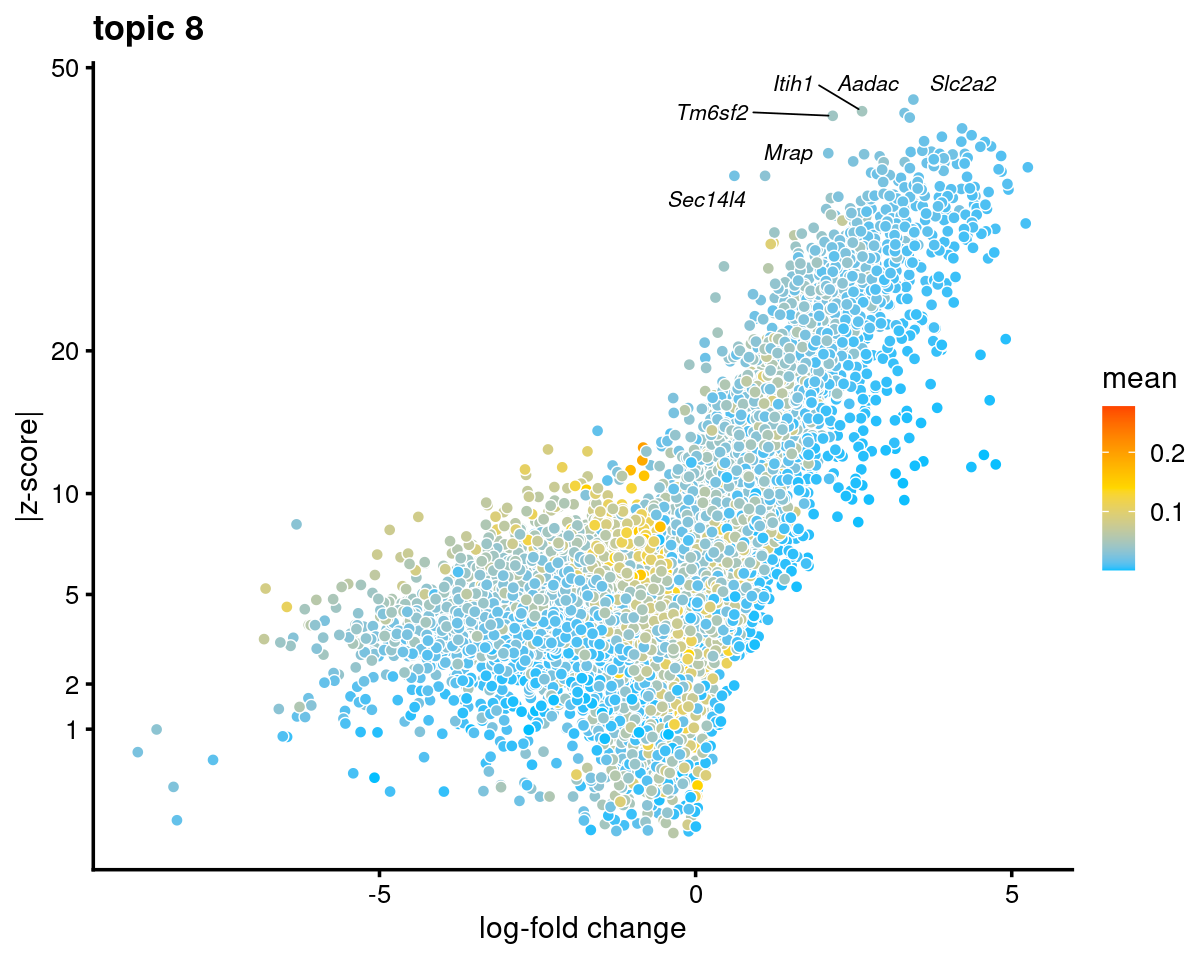 topic 8
50
Itih1 Aadac Slc2a2
Tm6sf2
Mrap
Sec14l4
20
10
5
2
1
|z-score|
-5 0 5
log-fold change
mean
0.2
0.1